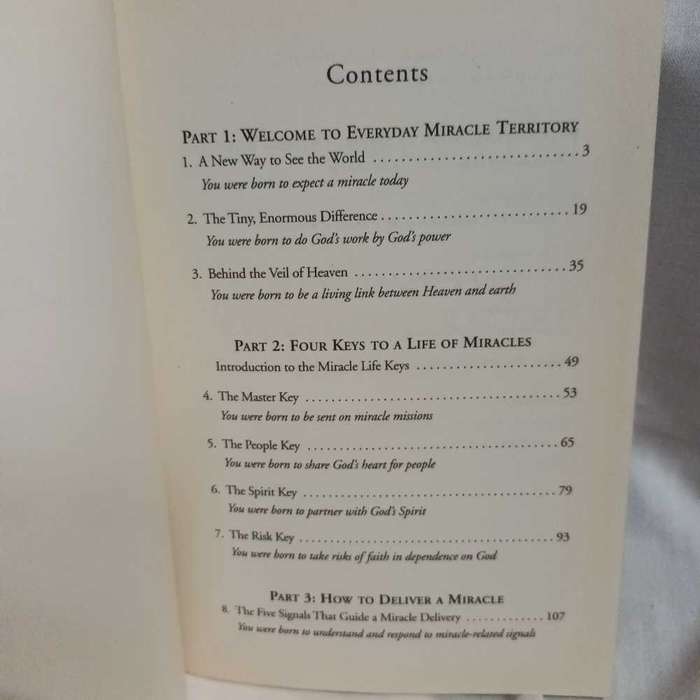 Contents
PART 1: WELCOME TO EVERYDAY MIRACLE TERRITORY
1. A New Way to See the World ............................3
You were born to expect a miracle today
2. The Tiny, Enormous Difference..........................19
You were born to do God's work by God's power
3. Behind the Veil of Heaven ..............................35
You were born to be a living link between Heaven and earth
PART 2: FOUR KEYS TO A LIFE OF MIRACLES
Introduction to the Miracle Life Keys .....................49
4. The Master Key .....................................53
You were born to be sent on miracle missions
5. The People Key .....................................65
You were born to share God's heart for people
6. The Spirit Key ......................................79
You were born to partner with God's Spirit
7. The Risk Key.......................................93
You were born to take risks of faith in dependence on God
PART 3: HOW TO DELIVER A MIRACLE
8. The Five Signals That Guide a Miracle Delivery .............107
You were born to understand and respond to miracle-related signals